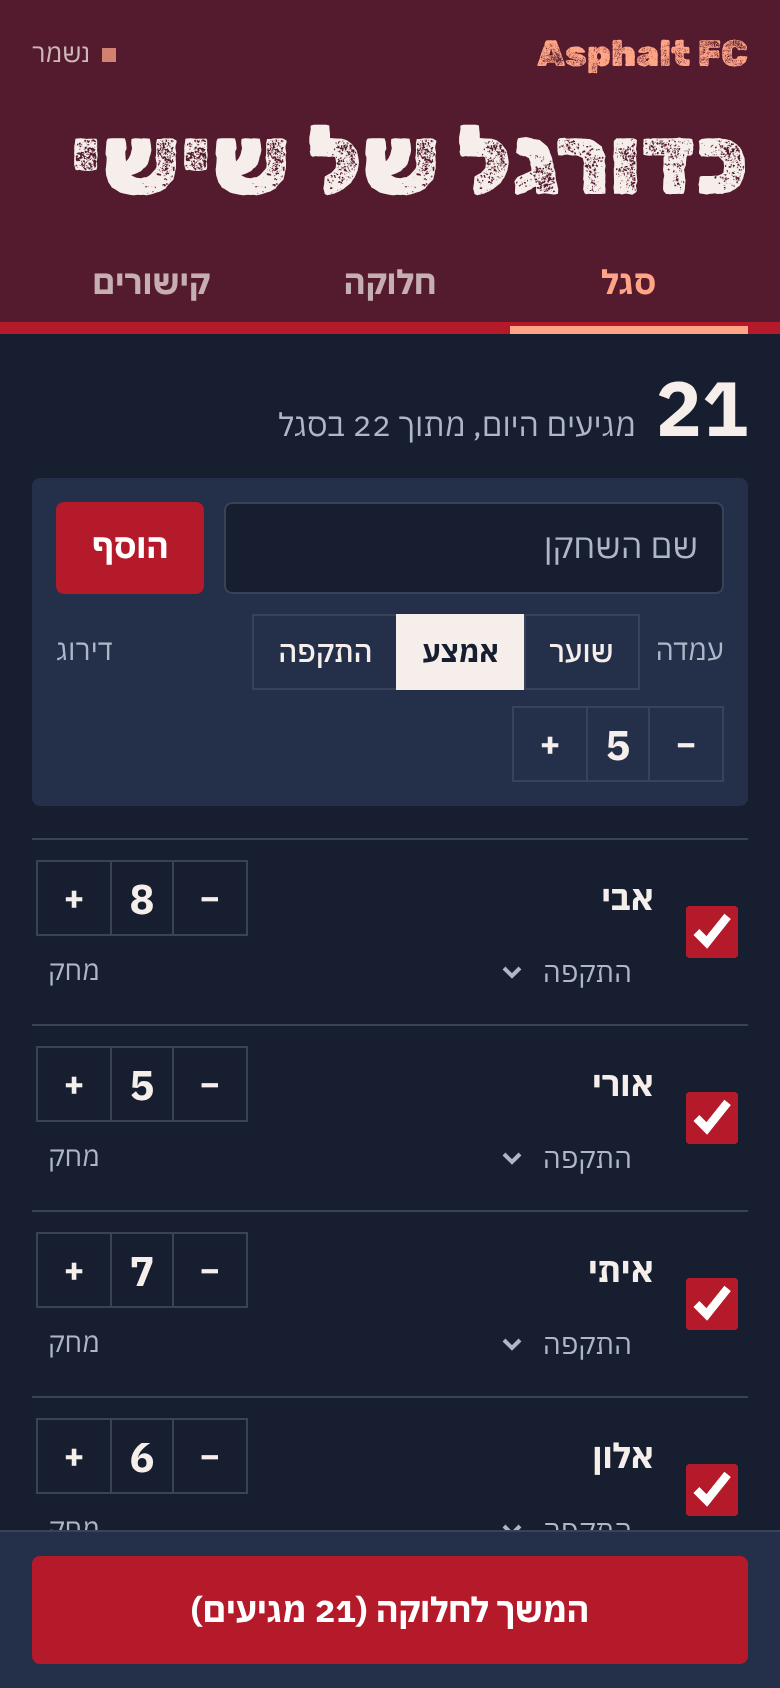 Asphalt FC נשמר
כדורגל של שישי
סגל חלוקה קישורים
21 מגיעים היום, מתוך 22 בסגל
שם השחקן הוסף
עמדה שוער אמצע התקפה דירוג
− 5 +
אבי − 8 +
התקפה מחק
אורי − 5 +
התקפה מחק
איתי − 7 +
התקפה מחק
אלון − 6 +
התקפה מחק
המשך לחלוקה (21 מגיעים)